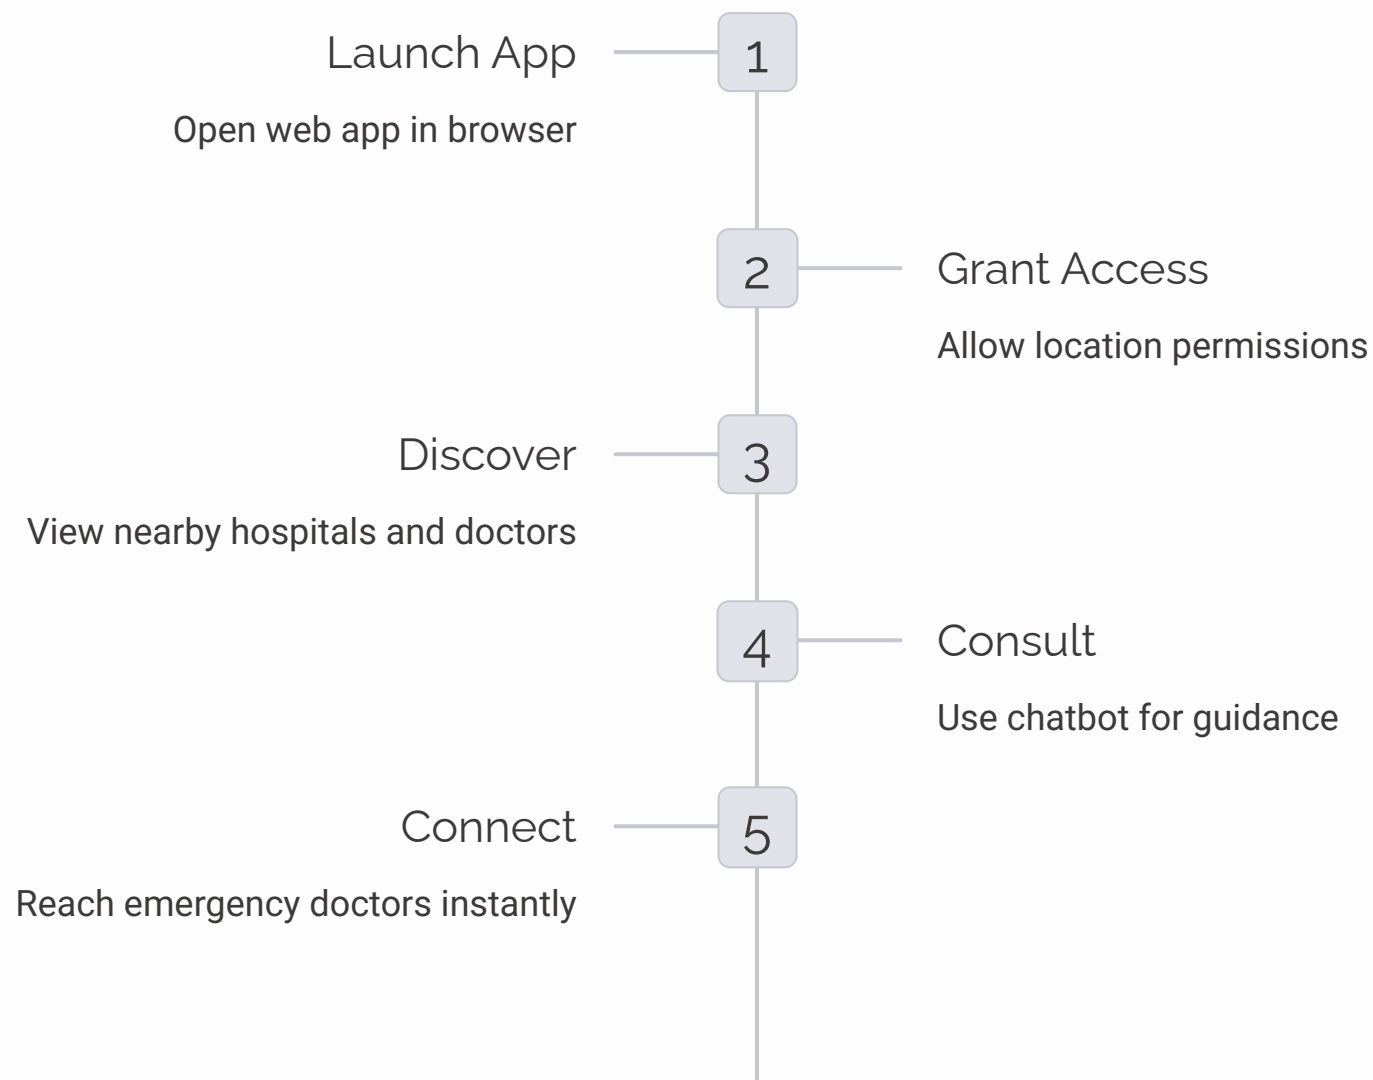 Launch App
1
Open web app in browser
2
Grant Access
Allow location permissions
Discover
3
View nearby hospitals and doctors
4
Consult
Use chatbot for guidance
Connect
5
Reach emergency doctors instantly